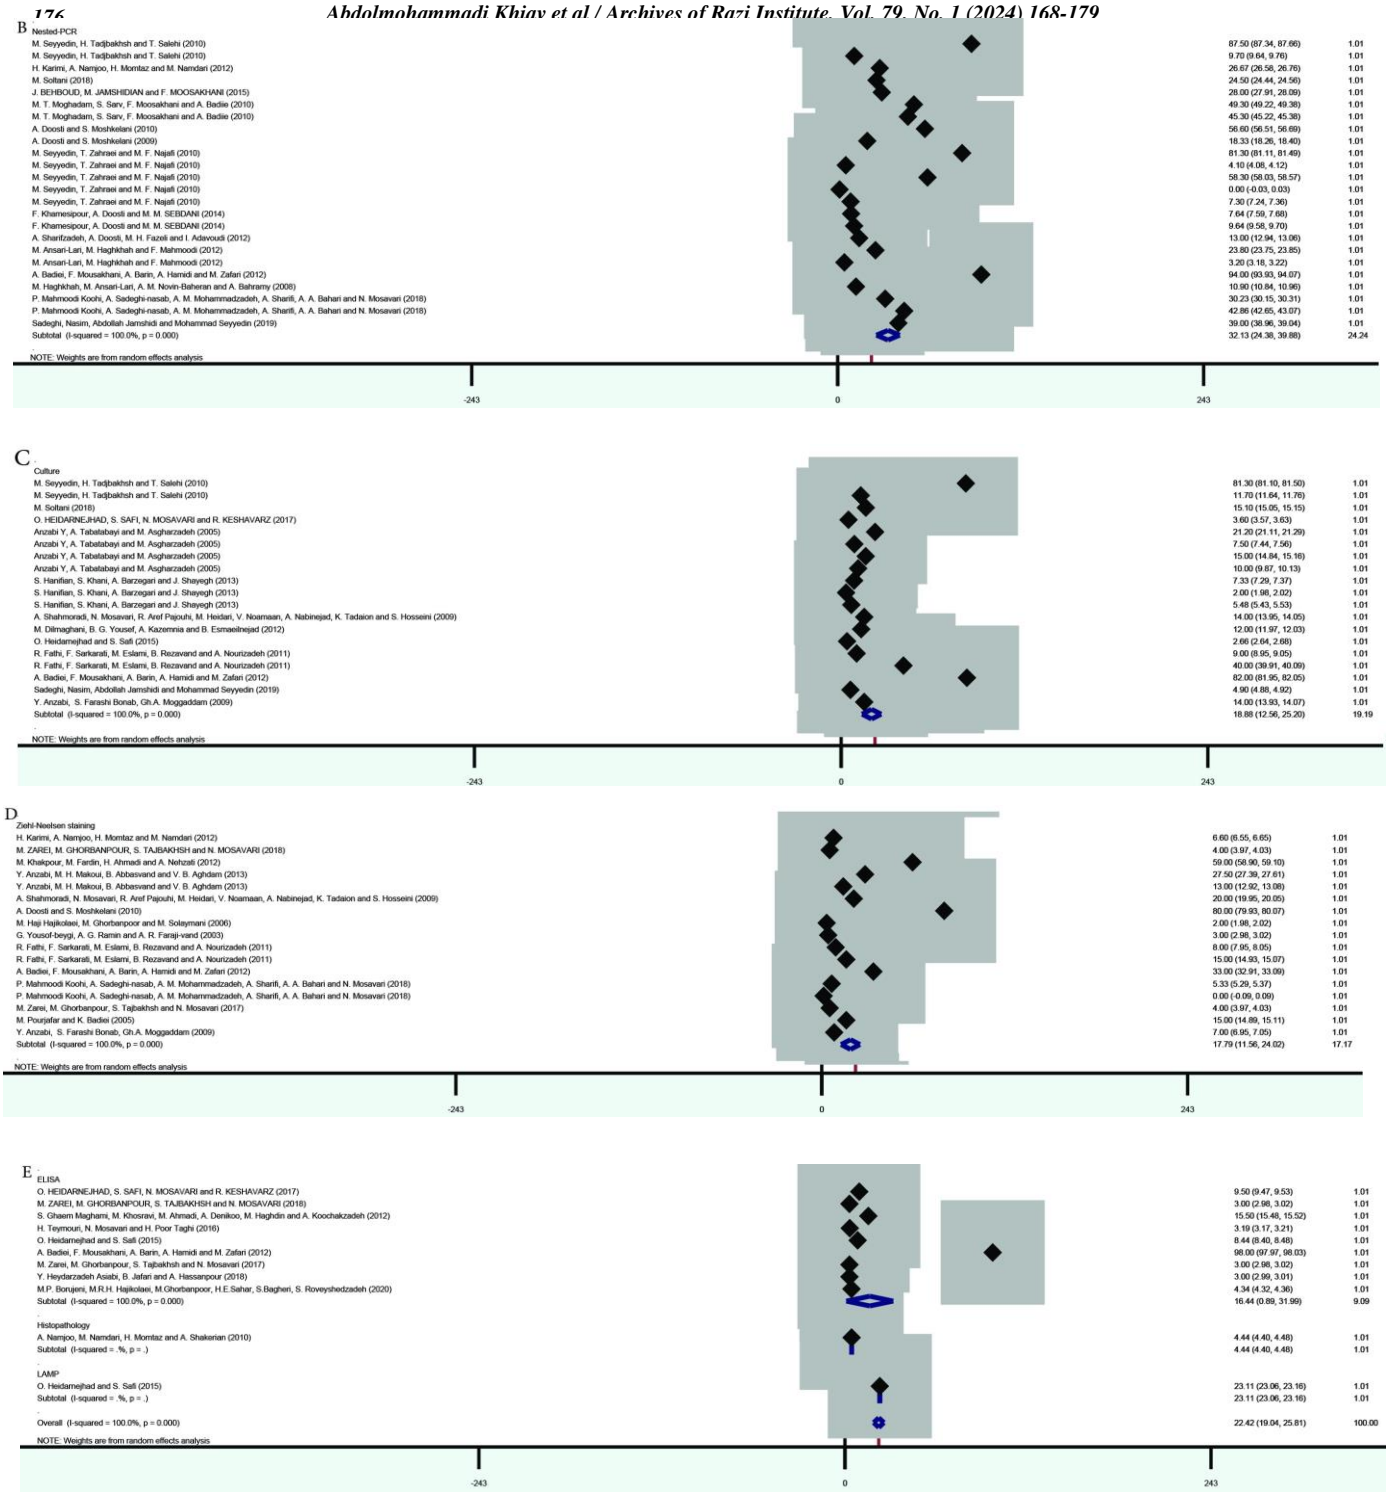 176 Abdolmohammadi Khiav et al / Archives of Razi Institute, Vol. 79, No. 1 (2024) 168-179
B
Nested-PCR
M. Seyyedin, H. Tadjbakhsh and T. Salehi (2010) 87.50 (87.34, 87.66) 1.01
M. Seyyedin, H. Tadjbakhsh and T. Salehi (2010) 9.70 (9.64, 9.76) 1.01
H. Karimi, A. Namjoo, H. Momtaz and M. Namdari (2012) 26.67 (26.58, 26.76) 1.01
M. Soltani (2018) 24.50 (24.44, 24.56) 1.01
J. BEHBOUD, M. JAMSHIDIAN and F. MOOSAKHANI (2015) 28.00 (27.91, 28.09) 1.01
M. T. Moghadam, S. Sarv, F. Moosakhani and A. Badiie (2010) 49.30 (49.22, 49.38) 1.01
M. T. Moghadam, S. Sarv, F. Moosakhani and A. Badiie (2010) 45.30 (45.22, 45.38) 1.01
A. Doosti and S. Moshkelani (2010) 56.60 (56.51, 56.69) 1.01
A. Doosti and S. Moshkelani (2009) 18.33 (18.26, 18.40) 1.01
M. Seyyedin, T. Zahraei and M. F. Najafi (2010) 81.30 (81.11, 81.49) 1.01
M. Seyyedin, T. Zahraei and M. F. Najafi (2010) 4.10 (4.08, 4.12) 1.01
M. Seyyedin, T. Zahraei and M. F. Najafi (2010) 58.30 (58.03, 58.57) 1.01
M. Seyyedin, T. Zahraei and M. F. Najafi (2010) 0.00 (-0.03, 0.03) 1.01
M. Seyyedin, T. Zahraei and M. F. Najafi (2010) 7.30 (7.24, 7.36) 1.01
F. Khamesipour, A. Doosti and M. M. SEBDANI (2014) 7.64 (7.59, 7.68) 1.01
F. Khamesipour, A. Doosti and M. M. SEBDANI (2014) 9.64 (9.58, 9.70) 1.01
A. Sharifzadeh, A. Doosti, M. H. Fazeli and I. Adavoudi (2012) 13.00 (12.94, 13.06) 1.01
M. Ansari-Lari, M. Haghkhah and F. Mahmoodi (2012) 23.80 (23.75, 23.85) 1.01
M. Ansari-Lari, M. Haghkhah and F. Mahmoodi (2012) 3.20 (3.18, 3.22) 1.01
A. Badiei, F. Mousakhani, A. Barin, A. Hamidi and M. Zafari (2012) 94.00 (93.93, 94.07) 1.01
M. Haghkhah, M. Ansari-Lari, A. M. Novin-Baheran and A. Bahramy (2008) 10.90 (10.84, 10.96) 1.01
P. Mahmoodi Koohi, A. Sadeghi-nasab, A. M. Mohammadzadeh, A. Sharifi, A. A. Bahari and N. Mosavari (2018) 30.23 (30.15, 30.31) 1.01
P. Mahmoodi Koohi, A. Sadeghi-nasab, A. M. Mohammadzadeh, A. Sharifi, A. A. Bahari and N. Mosavari (2018) 42.86 (42.65, 43.07) 1.01
Sadeghi, Nasim, Abdollah Jamshidi and Mohammad Seyyedin (2019) 39.00 (38.96, 39.04) 1.01
Subtotal (I-squared = 100.0%, p = 0.000) 32.13 (24.38, 39.88) 24.24
.
NOTE: Weights are from random effects analysis
-243 0 243
C
.
Culture
M. Seyyedin, H. Tadjbakhsh and T. Salehi (2010) 81.30 (81.10, 81.50) 1.01
M. Seyyedin, H. Tadjbakhsh and T. Salehi (2010) 11.70 (11.64, 11.76) 1.01
M. Soltani (2018) 15.10 (15.05, 15.15) 1.01
O. HEIDARNEJHAD, S. SAFI, N. MOSAVARI and R. KESHAVARZ (2017) 3.60 (3.57, 3.63) 1.01
Anzabi Y, A. Tabatabayi and M. Asgharzadeh (2005) 21.20 (21.11, 21.29) 1.01
Anzabi Y, A. Tabatabayi and M. Asgharzadeh (2005) 7.50 (7.44, 7.56) 1.01
Anzabi Y, A. Tabatabayi and M. Asgharzadeh (2005) 15.00 (14.84, 15.16) 1.01
Anzabi Y, A. Tabatabayi and M. Asgharzadeh (2005) 10.00 (9.87, 10.13) 1.01
S. Hanifian, S. Khani, A. Barzegari and J. Shayegh (2013) 7.33 (7.29, 7.37) 1.01
S. Hanifian, S. Khani, A. Barzegari and J. Shayegh (2013) 2.00 (1.98, 2.02) 1.01
S. Hanifian, S. Khani, A. Barzegari and J. Shayegh (2013) 5.48 (5.43, 5.53) 1.01
A. Shahmoradi, N. Mosavari, R. Aref Pajouhi, M. Heidari, V. Noamaan, A. Nabinejad, K. Tadaion and S. Hosseini (2009) 14.00 (13.95, 14.05) 1.01
M. Dilmaghani, B. G. Yousef, A. Kazemnia and B. Esmaeilnejad (2012) 12.00 (11.97, 12.03) 1.01
O. Heidarnejhad and S. Safi (2015) 2.66 (2.64, 2.68) 1.01
R. Fathi, F. Sarkarati, M. Eslami, B. Rezavand and A. Nourizadeh (2011) 9.00 (8.95, 9.05) 1.01
R. Fathi, F. Sarkarati, M. Eslami, B. Rezavand and A. Nourizadeh (2011) 40.00 (39.91, 40.09) 1.01
A. Badiei, F. Mousakhani, A. Barin, A. Hamidi and M. Zafari (2012) 82.00 (81.95, 82.05) 1.01
Sadeghi, Nasim, Abdollah Jamshidi and Mohammad Seyyedin (2019) 4.90 (4.88, 4.92) 1.01
Y. Anzabi, S. Farashi Bonab, Gh.A. Moggaddam (2009) 14.00 (13.93, 14.07) 1.01
Subtotal (I-squared = 100.0%, p = 0.000) 18.88 (12.56, 25.20) 19.19
.
NOTE: Weights are from random effects analysis
-243 0 243
D
Ziehl-Neelsen staining
H. Karimi, A. Namjoo, H. Momtaz and M. Namdari (2012) 6.60 (6.55, 6.65) 1.01
M. ZAREI, M. GHORBANPOUR, S. TAJBAKHSH and N. MOSAVARI (2018) 4.00 (3.97, 4.03) 1.01
M. Khakpour, M. Fardin, H. Ahmadi and A. Nehzati (2012) 59.00 (58.90, 59.10) 1.01
Y. Anzabi, M. H. Makoui, B. Abbasvand and V. B. Aghdam (2013) 27.50 (27.39, 27.61) 1.01
Y. Anzabi, M. H. Makoui, B. Abbasvand and V. B. Aghdam (2013) 13.00 (12.92, 13.08) 1.01
A. Shahmoradi, N. Mosavari, R. Aref Pajouhi, M. Heidari, V. Noamaan, A. Nabinejad, K. Tadaion and S. Hosseini (2009) 20.00 (19.95, 20.05) 1.01
A. Doosti and S. Moshkelani (2010) 80.00 (79.93, 80.07) 1.01
M. Haji Hajikolaei, M. Ghorbanpoor and M. Solaymani (2006) 2.00 (1.98, 2.02) 1.01
G. Yousof-beygi, A. G. Ramin and A. R. Faraji-vand (2003) 3.00 (2.98, 3.02) 1.01
R. Fathi, F. Sarkarati, M. Eslami, B. Rezavand and A. Nourizadeh (2011) 8.00 (7.95, 8.05) 1.01
R. Fathi, F. Sarkarati, M. Eslami, B. Rezavand and A. Nourizadeh (2011) 15.00 (14.93, 15.07) 1.01
A. Badiei, F. Mousakhani, A. Barin, A. Hamidi and M. Zafari (2012) 33.00 (32.91, 33.09) 1.01
P. Mahmoodi Koohi, A. Sadeghi-nasab, A. M. Mohammadzadeh, A. Sharifi, A. A. Bahari and N. Mosavari (2018) 5.33 (5.29, 5.37) 1.01
P. Mahmoodi Koohi, A. Sadeghi-nasab, A. M. Mohammadzadeh, A. Sharifi, A. A. Bahari and N. Mosavari (2018) 0.00 (-0.09, 0.09) 1.01
M. Zarei, M. Ghorbanpour, S. Tajbakhsh and N. Mosavari (2017) 4.00 (3.97, 4.03) 1.01
M. Pourjafar and K. Badiei (2005) 15.00 (14.89, 15.11) 1.01
Y. Anzabi, S. Farashi Bonab, Gh.A. Moggaddam (2009) 7.00 (6.95, 7.05) 1.01
Subtotal (I-squared = 100.0%, p = 0.000) 17.79 (11.56, 24.02) 17.17
.
NOTE: Weights are from random effects analysis
-243 0 243
E
.
ELISA
O. HEIDARNEJHAD, S. SAFI, N. MOSAVARI and R. KESHAVARZ (2017) 9.50 (9.47, 9.53) 1.01
M. ZAREI, M. GHORBANPOUR, S. TAJBAKHSH and N. MOSAVARI (2018) 3.00 (2.98, 3.02) 1.01
S. Ghaem Maghami, M. Khosravi, M. Ahmadi, A. Denikoo, M. Haghdin and A. Koochakzadeh (2012) 15.50 (15.48, 15.52) 1.01
H. Teymouri, N. Mosavari and H. Poor Taghi (2016) 3.19 (3.17, 3.21) 1.01
O. Heidarnejhad and S. Safi (2015) 8.44 (8.40, 8.48) 1.01
A. Badiei, F. Mousakhani, A. Barin, A. Hamidi and M. Zafari (2012) 98.00 (97.97, 98.03) 1.01
M. Zarei, M. Ghorbanpour, S. Tajbakhsh and N. Mosavari (2017) 3.00 (2.98, 3.02) 1.01
Y. Heydarzadeh Asiabi, B. Jafari and A. Hassanpour (2018) 3.00 (2.99, 3.01) 1.01
M.P. Borujeni, M.R.H. Hajikolaei, M.Ghorbanpoor, H.E.Sahar, S.Bagheri, S. Roveyshedzadeh (2020) 4.34 (4.32, 4.36) 1.01
Subtotal (I-squared = 100.0%, p = 0.000) 16.44 (0.89, 31.99) 9.09
.
Histopathology
A. Namjoo, M. Namdari, H. Momtaz and A. Shakerian (2010) 4.44 (4.40, 4.48) 1.01
Subtotal (I-squared = .%, p = .) 4.44 (4.40, 4.48) 1.01
.
LAMP
O. Heidarnejhad and S. Safi (2015) 23.11 (23.06, 23.16) 1.01
Subtotal (I-squared = .%, p = .) 23.11 (23.06, 23.16) 1.01
.
Overall (I-squared = 100.0%, p = 0.000) 22.42 (19.04, 25.81) 100.00
NOTE: Weights are from random effects analysis
-243 0 243